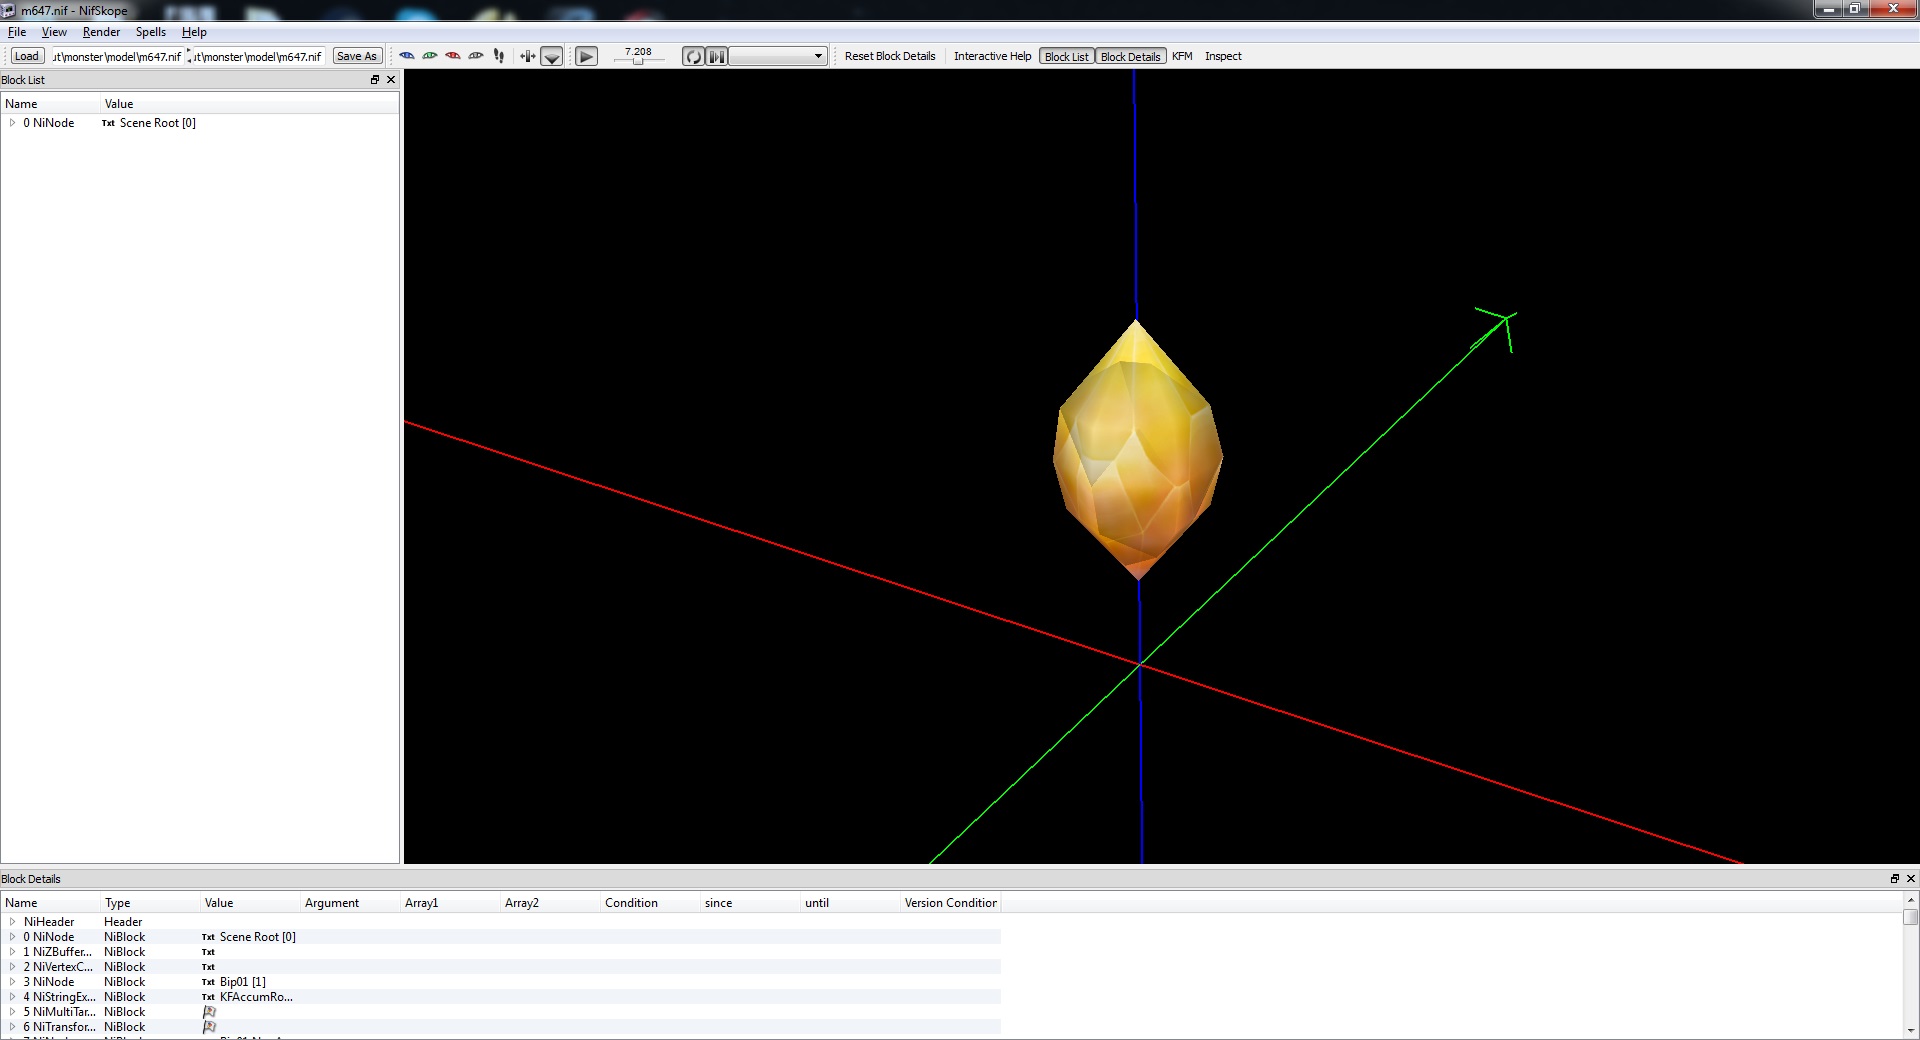 m647.nif - NifSkope
File View Render Spells Help
Load ut\monster\model\m647.nif ut\monster\model\m647.nif Save As 7.208 Reset Block Details Interactive Help Block List Block Details KFM Inspect
Block List
Name Value
0 NiNode Txt Scene Root [0]
Block Details
Name Type Value Argument Array1 Array2 Condition since until Version Condition
NiHeader Header
0 NiNode NiBlock Txt Scene Root [0]
1 NiZBuffer... NiBlock Txt
2 NiVertexC... NiBlock Txt
3 NiNode NiBlock Txt Bip01 [1]
4 NiStringEx... NiBlock Txt KFAccumRo...
5 NiMultiTar... NiBlock
6 NiTransfor... NiBlock